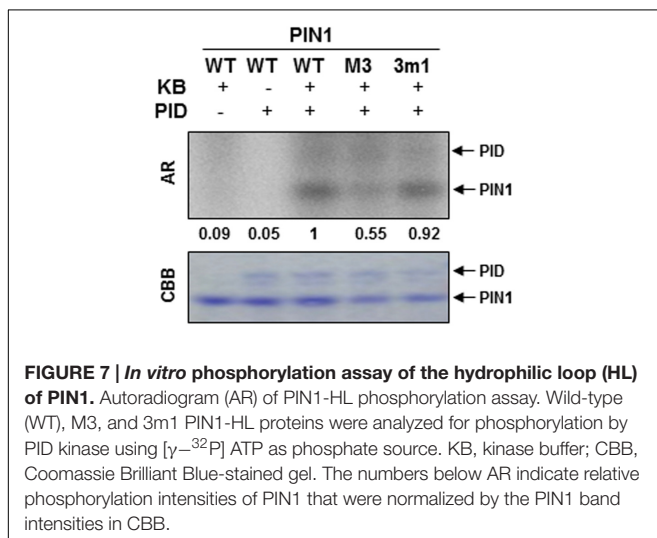 PIN1
WT WT WT M3 3m1
KB + - + + +
PID - + + + +
AR
← PID
← PIN1
0.09 0.05 1 0.55 0.92
CBB
← PID
← PIN1
FIGURE 7 | In vitro phosphorylation assay of the hydrophilic loop (HL)
of PIN1. Autoradiogram (AR) of PIN1-HL phosphorylation assay. Wild-type
(WT), M3, and 3m1 PIN1-HL proteins were analyzed for phosphorylation by
PID kinase using [γ−³²P] ATP as phosphate source. KB, kinase buffer; CBB,
Coomassie Brilliant Blue-stained gel. The numbers below AR indicate relative
phosphorylation intensities of PIN1 that were normalized by the PIN1 band
intensities in CBB.